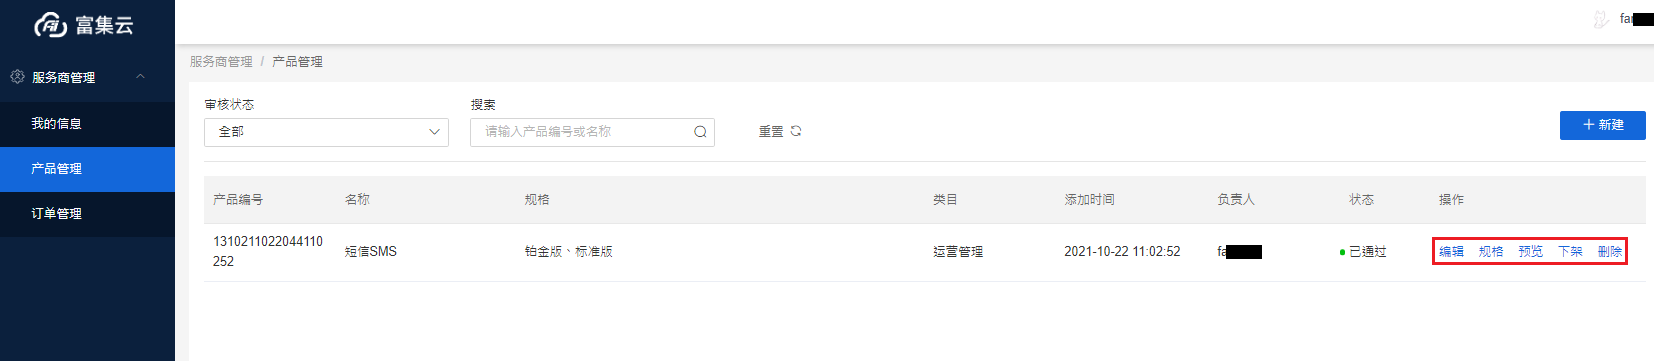 富集云
fa
服务商管理 / 产品管理
服务商管理
我的信息
产品管理
订单管理
审核状态
搜索
全部
请输入产品编号或名称
重置
+ 新建
产品编号 名称 规格 类目 添加时间 负责人 状态 操作
1310211022044110
252
短信SMS 铂金版、标准版 运营管理 2021-10-22 11:02:52 fa 已通过 编辑 规格 预览 下架 删除